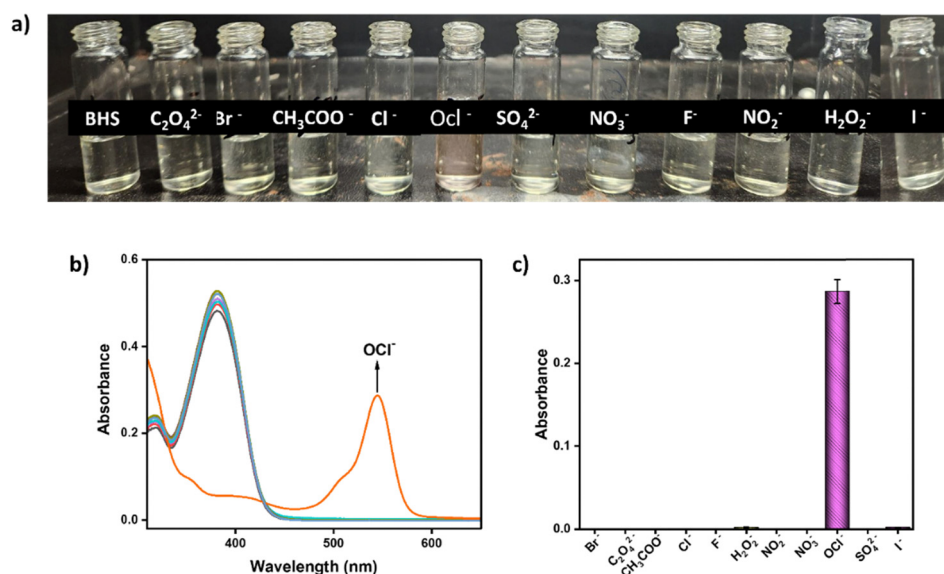 a)
BHS C₂O₄²⁻ Br⁻ CH₃COO⁻ Cl⁻ Ocl⁻ SO₄²⁻ NO₃⁻ F⁻ NO₂⁻ H₂O₂⁻ I⁻
b)
0.6
0.4
0.2
0.0
Absorbance
OCl⁻
400 500 600
Wavelength (nm)
c)
0.3
0.2
0.1
0.0
Absorbance
Br⁻ C₂O₄²⁻ CH₃COO⁻ Cl⁻ F⁻ H₂O₂⁻ NO₂⁻ NO₃⁻ OCl⁻ SO₄²⁻ I⁻